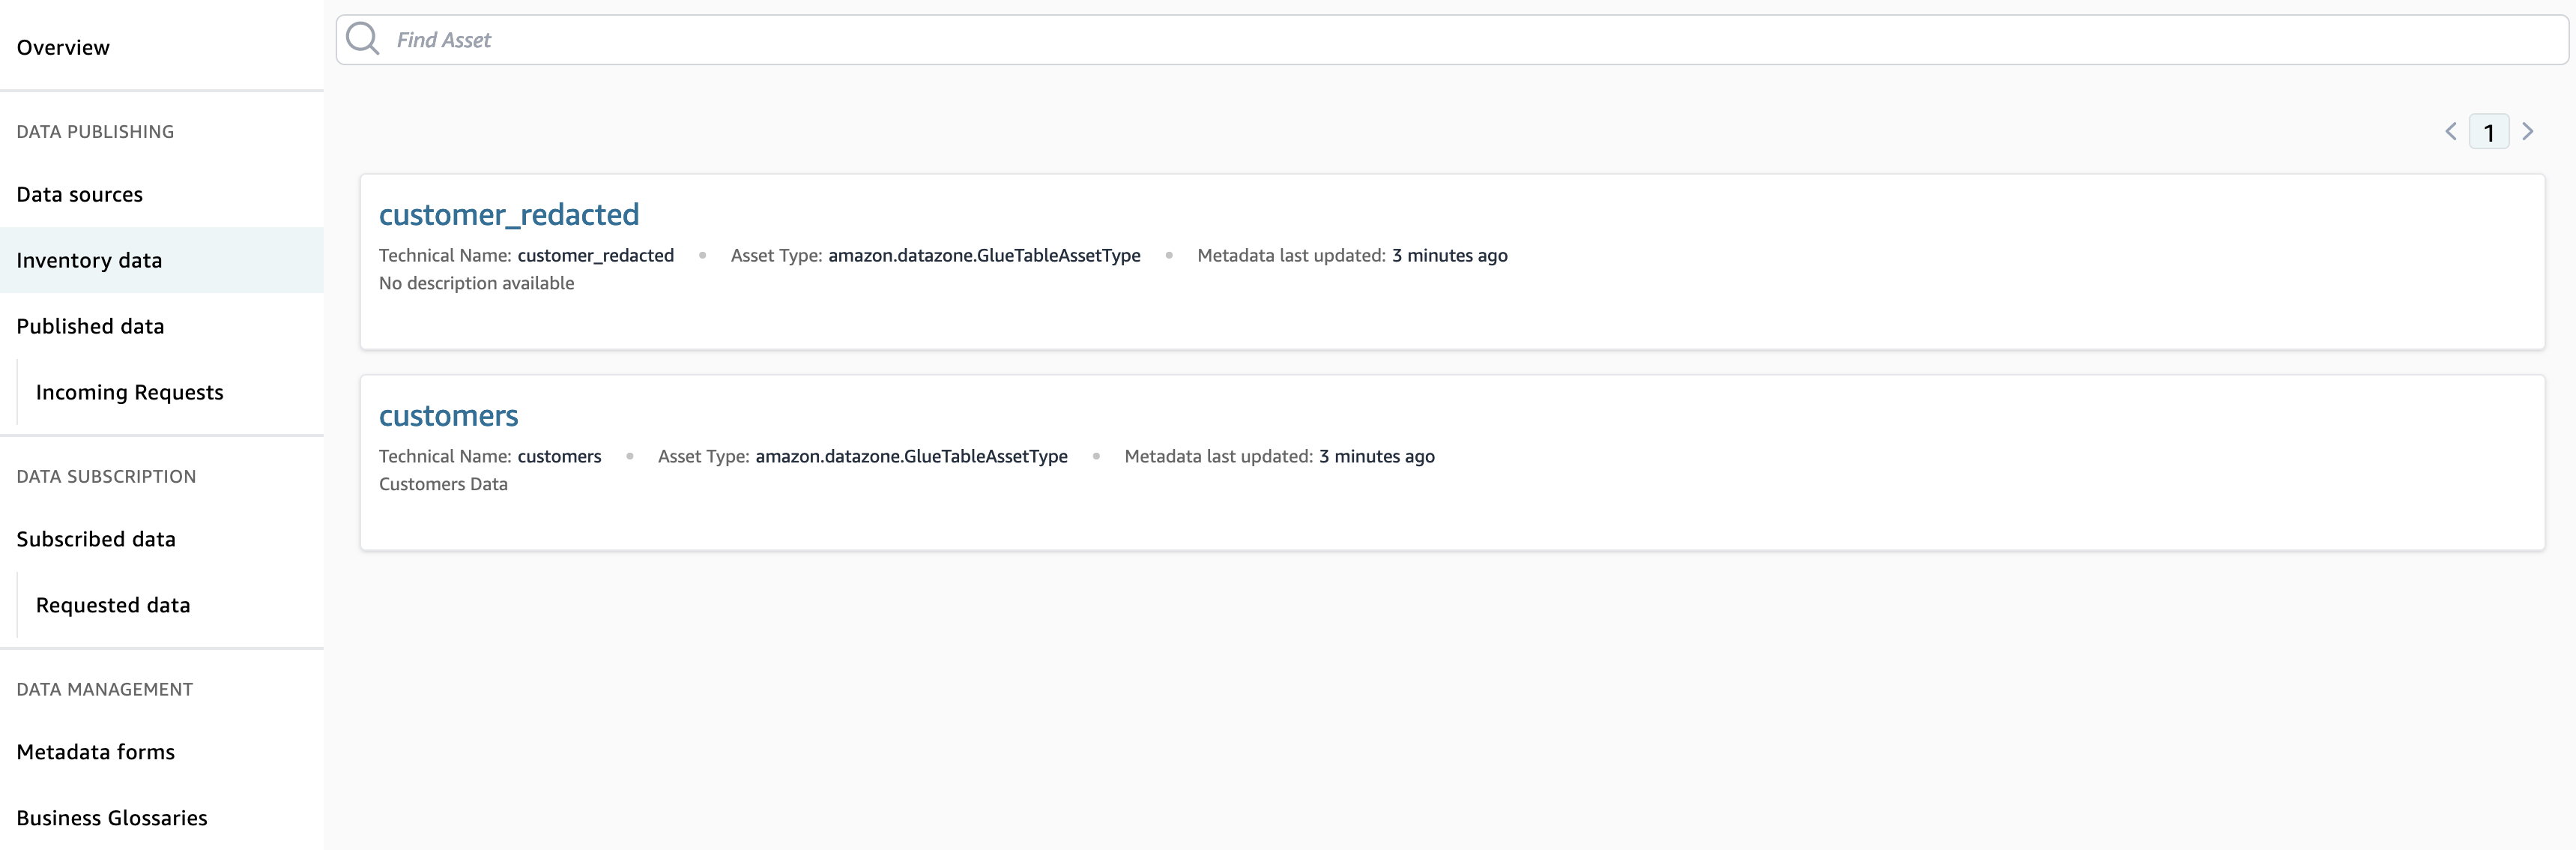 Overview
DATA PUBLISHING
Data sources
Inventory data
Published data
Incoming Requests
DATA SUBSCRIPTION
Subscribed data
Requested data
DATA MANAGEMENT
Metadata forms
Business Glossaries
Find Asset
1
customer_redacted
Technical Name: customer_redacted • Asset Type: amazon.datazone.GlueTableAssetType • Metadata last updated: 3 minutes ago
No description available
customers
Technical Name: customers • Asset Type: amazon.datazone.GlueTableAssetType • Metadata last updated: 3 minutes ago
Customers Data